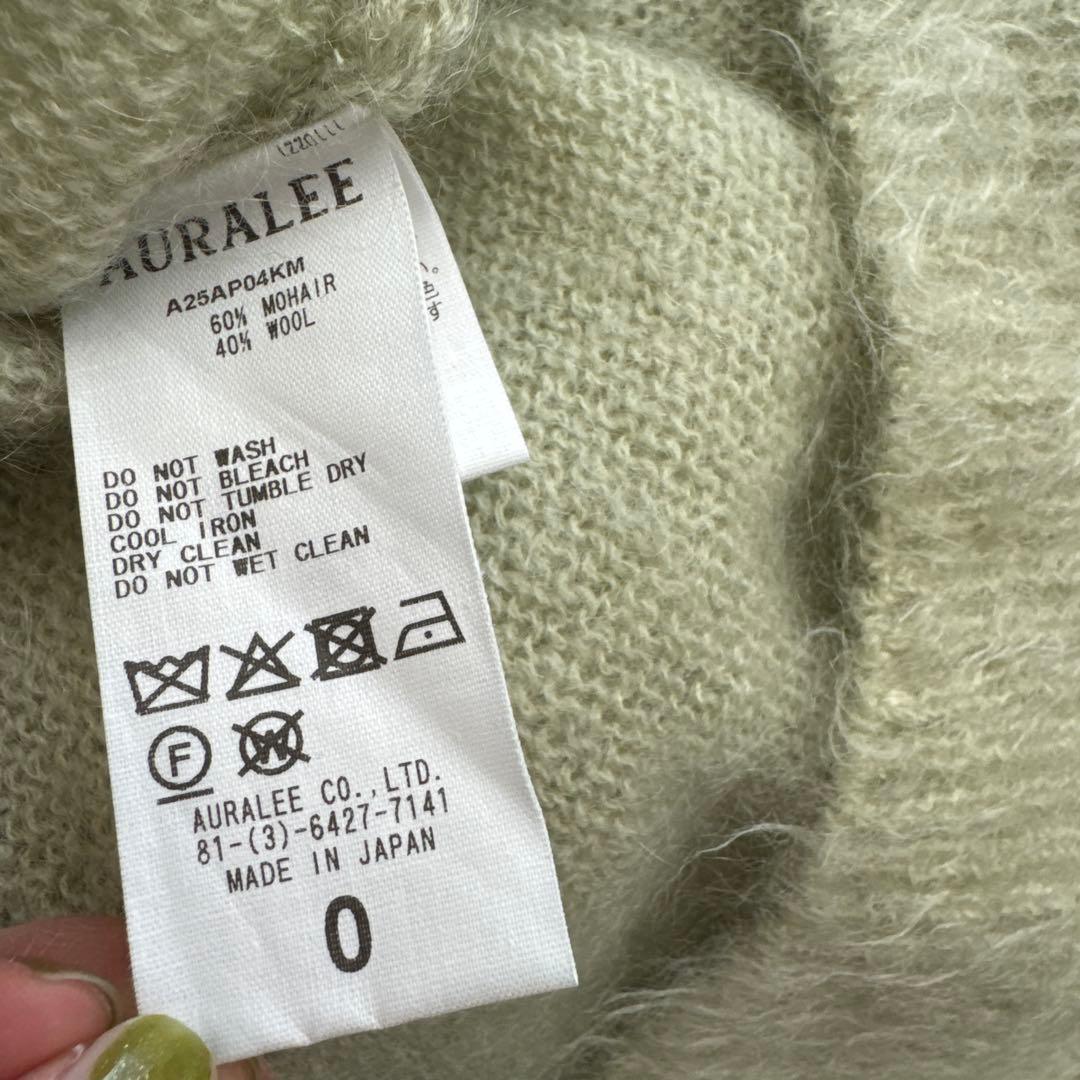 AURALEE
A25AP04KM
60% MOHAIR
40% WOOL
DO NOT WASH
DO NOT BLEACH
DO NOT TUMBLE DRY
COOL IRON
DRY CLEAN
DO NOT WET CLEAN
F
W
AURALEE CO.,LTD.
81-(3)-6427-7141
MADE IN JAPAN
0